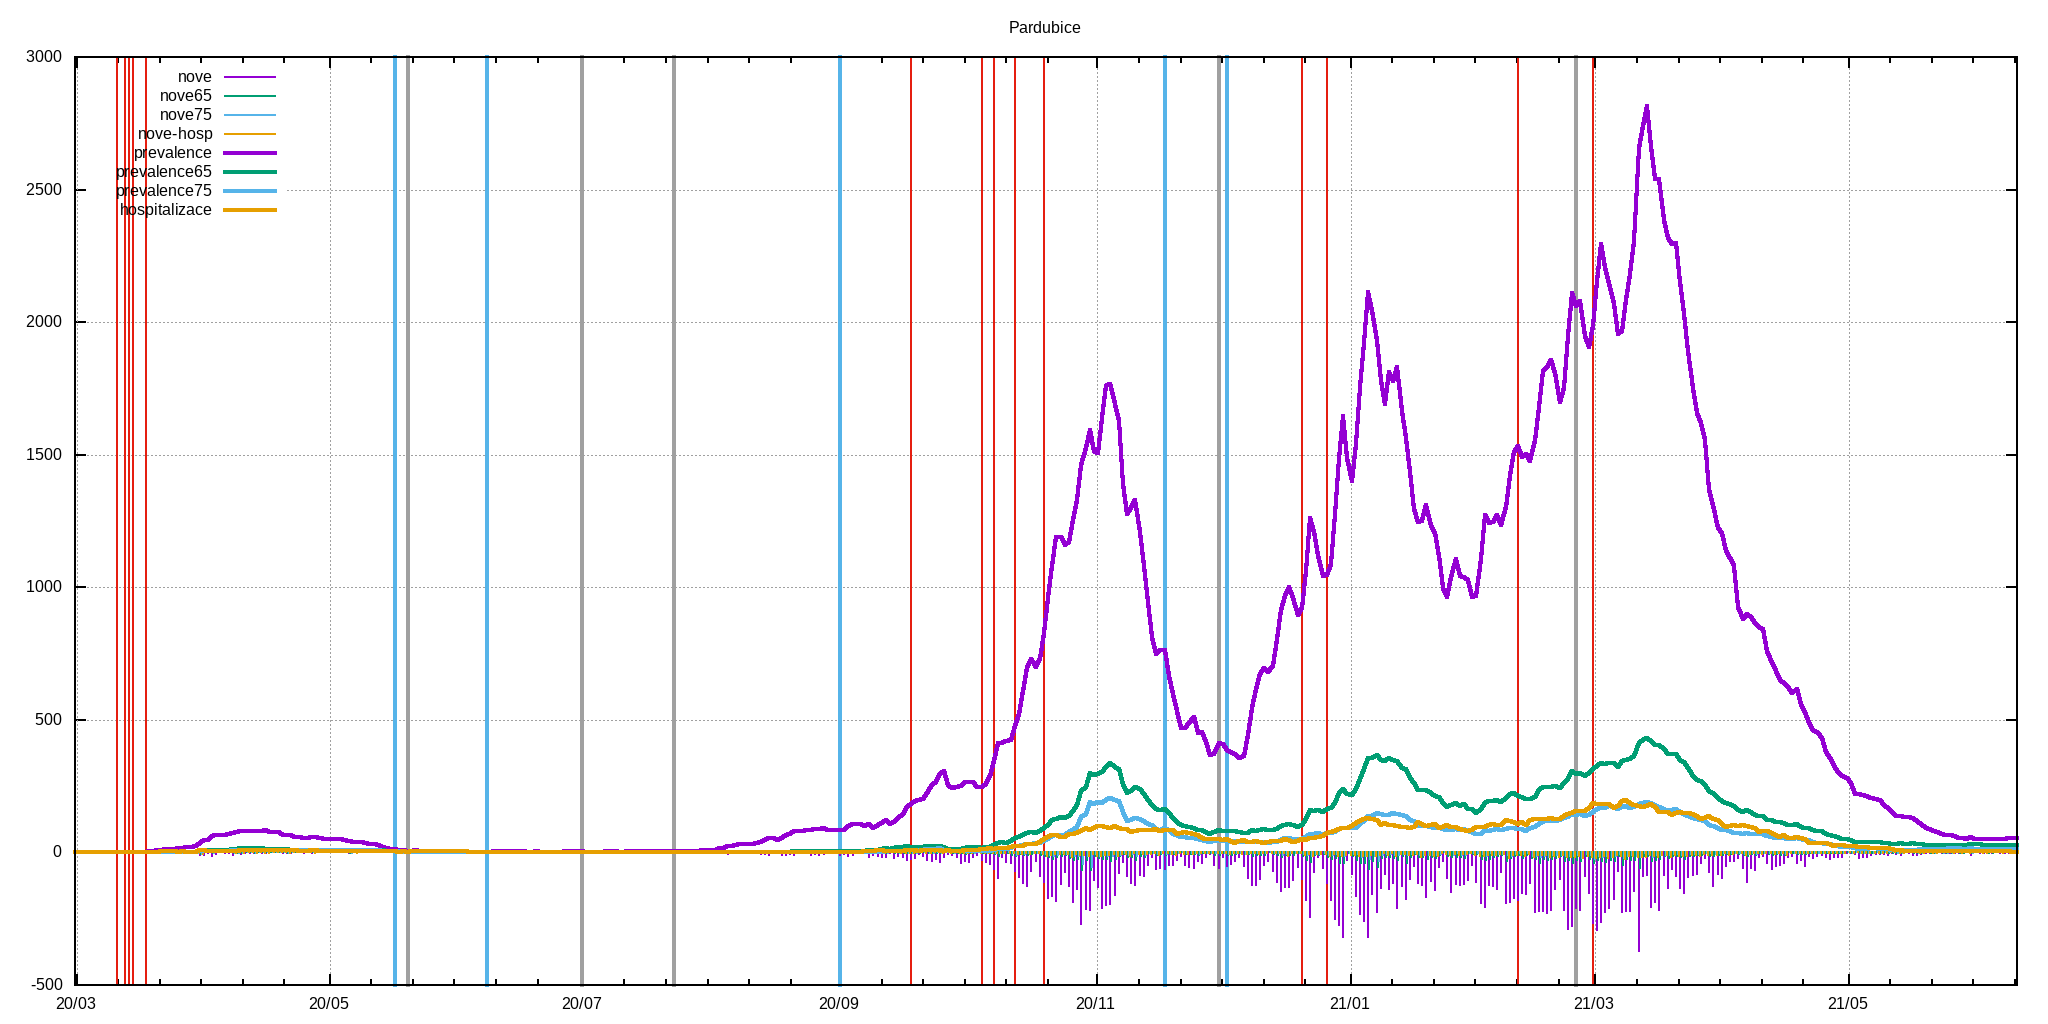 Pardubice
3000
2500
2000
1500
1000
500
0
-500
nove
nove65
nove75
nove-hosp
prevalence
prevalence65
prevalence75
hospitalizace
20/03 20/05 20/07 20/09 20/11 21/01 21/03 21/05